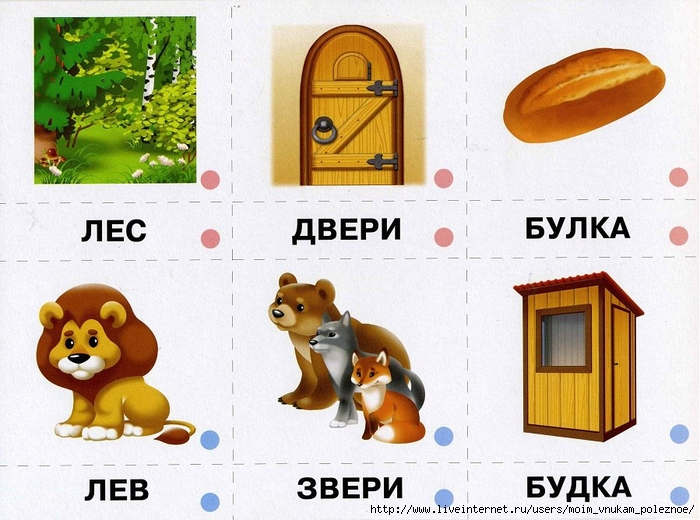 ЛЕС
ДВЕРИ
БУЛКА
ЛЕВ
ЗВЕРИ
БУДКА
http://www.liveinternet.ru/users/moim_vnukam_poleznoe/